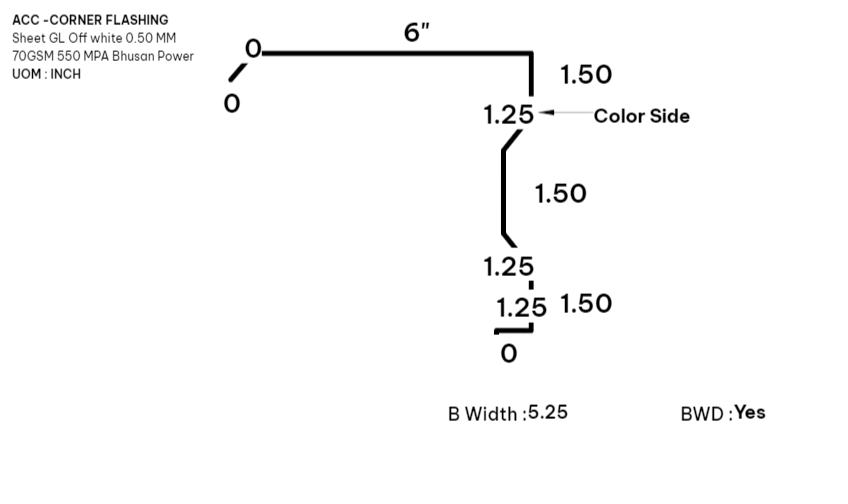 ACC -CORNER FLASHING
Sheet GL Off white 0.50 MM
70GSM 550 MPA Bhusan Power
UOM : INCH
6"
0
1.50
0
1.25
Color Side
1.50
1.25
1.25 1.50
0
B Width :5.25
BWD :Yes